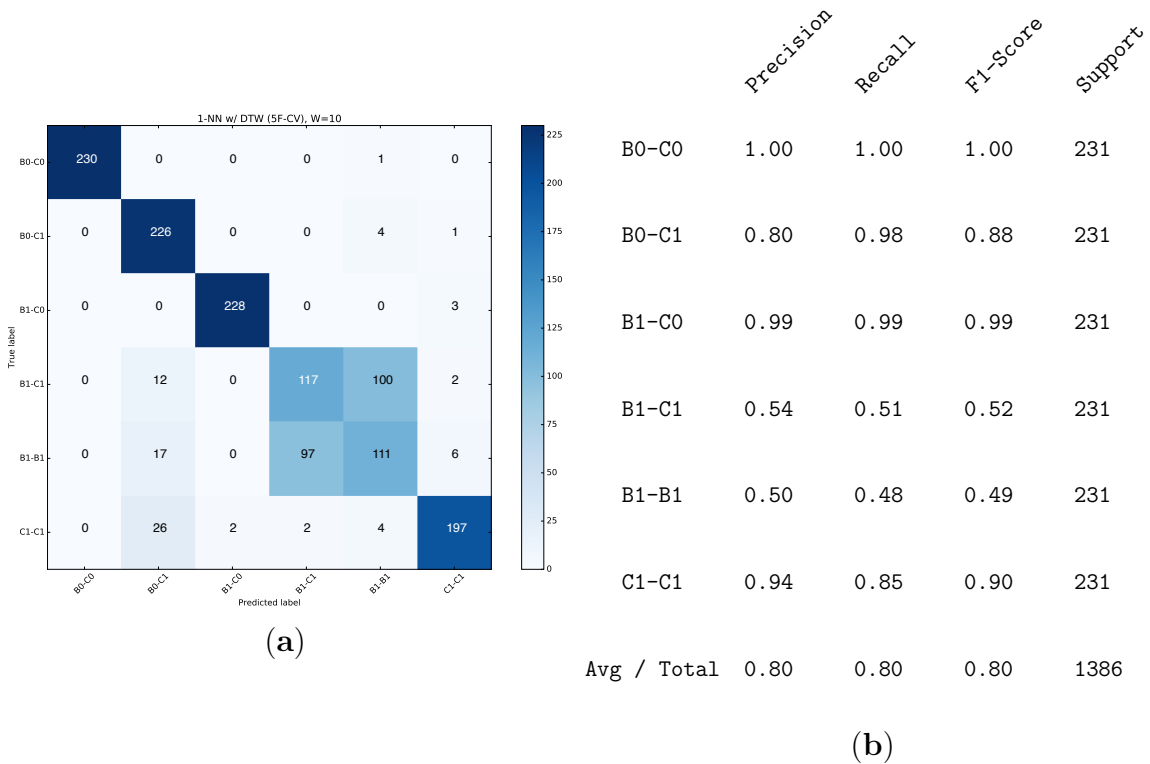 1-NN w/ DTW (5F-CV), W=10
True label
B0-C0 230 0 0 0 1 0
B0-C1 0 226 0 0 4 1
B1-C0 0 0 228 0 0 3
B1-C1 0 12 0 117 100 2
B1-B1 0 17 0 97 111 6
C1-C1 0 26 2 2 4 197
B0-C0 B0-C1 B1-C0 B1-C1 B1-B1 C1-C1
Predicted label
225
200
175
150
125
100
75
50
25
0
(a)
Precision Recall F1-Score Support
B0-C0 1.00 1.00 1.00 231
B0-C1 0.80 0.98 0.88 231
B1-C0 0.99 0.99 0.99 231
B1-C1 0.54 0.51 0.52 231
B1-B1 0.50 0.48 0.49 231
C1-C1 0.94 0.85 0.90 231
Avg / Total 0.80 0.80 0.80 1386
(b)